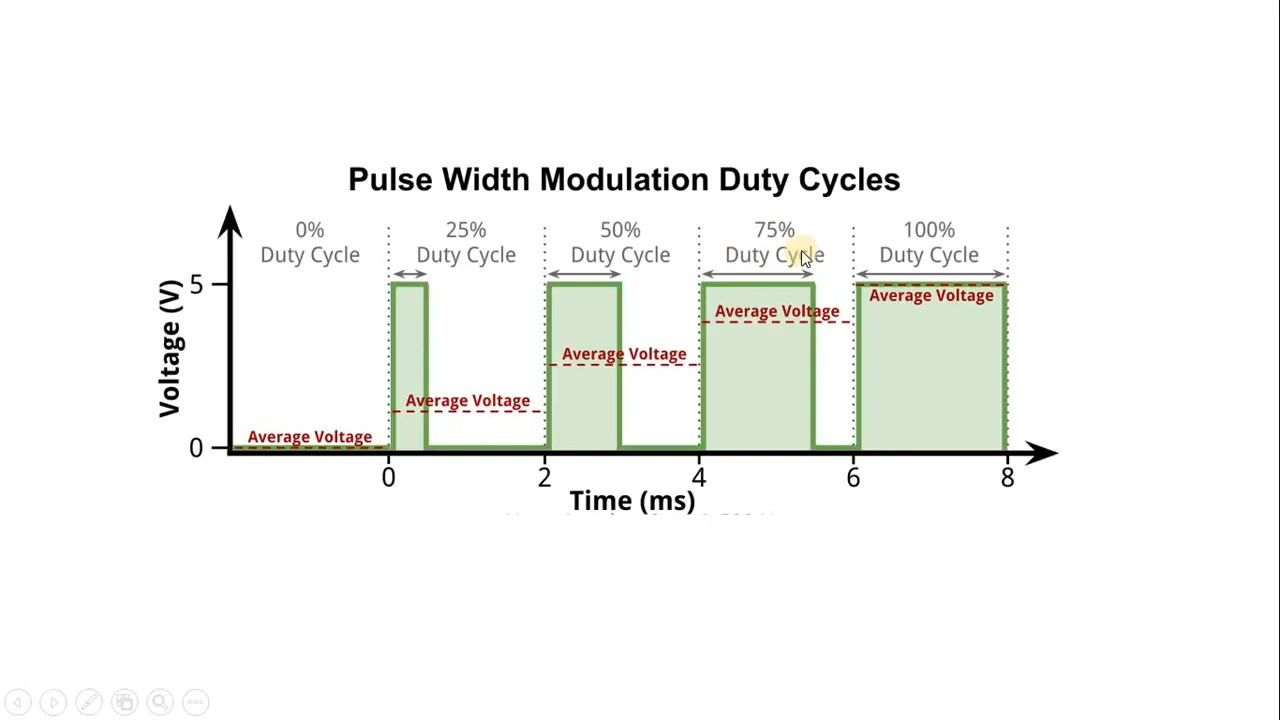 Pulse Width Modulation Duty Cycles
0% Duty Cycle
25% Duty Cycle
50% Duty Cycle
75% Duty Cycle
100% Duty Cycle
Voltage (V)
5
0
Average Voltage
Average Voltage
Average Voltage
Average Voltage
Average Voltage
0 2 4 6 8
Time (ms)